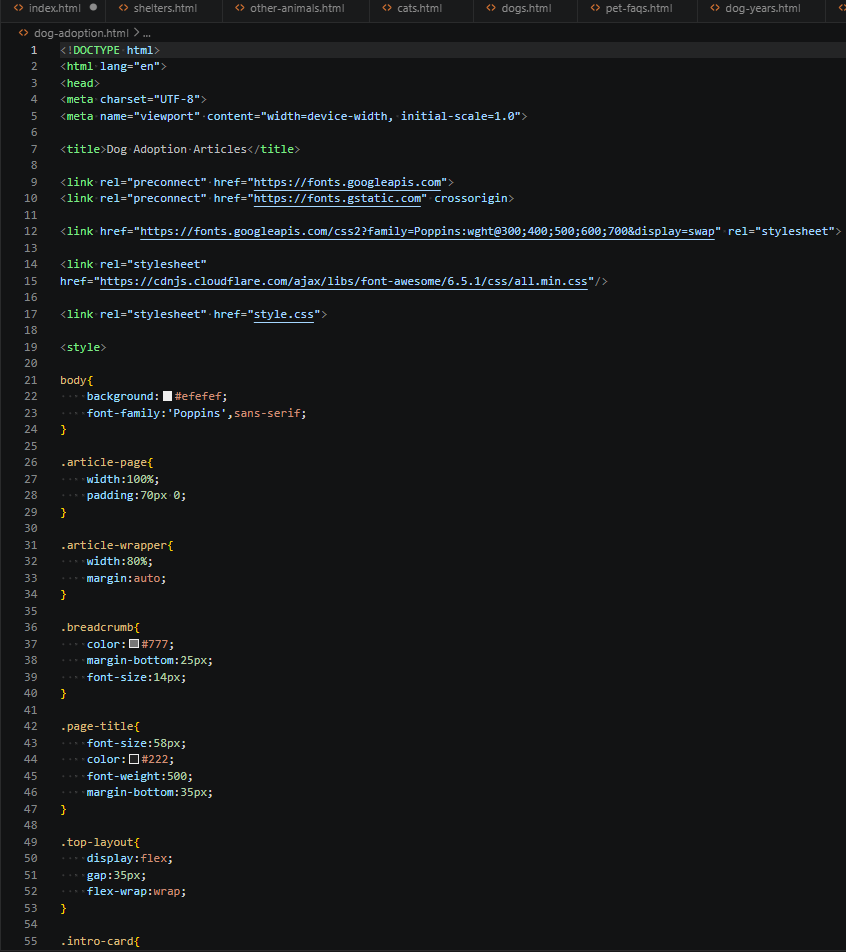 index.html shelters.html other-animals.html cats.html dogs.html pet-faqs.html dog-years.html
dog-adoption.html > ...
1 <!DOCTYPE html>
2 <html lang="en">
3 <head>
4 <meta charset="UTF-8">
5 <meta name="viewport" content="width=device-width, initial-scale=1.0">
6
7 <title>Dog Adoption Articles</title>
8
9 <link rel="preconnect" href="https://fonts.googleapis.com">
10 <link rel="preconnect" href="https://fonts.gstatic.com" crossorigin>
11
12 <link href="https://fonts.googleapis.com/css2?family=Poppins:wght@300;400;500;600;700&display=swap" rel="stylesheet">
13
14 <link rel="stylesheet"
15 href="https://cdnjs.cloudflare.com/ajax/libs/font-awesome/6.5.1/css/all.min.css"/>
16
17 <link rel="stylesheet" href="style.css">
18
19 <style>
20
21 body{
22     background:#efefef;
23     font-family:'Poppins',sans-serif;
24 }
25
26 .article-page{
27     width:100%;
28     padding:70px 0;
29 }
30
31 .article-wrapper{
32     width:80%;
33     margin:auto;
34 }
35
36 .breadcrumb{
37     color:#777;
38     margin-bottom:25px;
39     font-size:14px;
40 }
41
42 .page-title{
43     font-size:58px;
44     color:#222;
45     font-weight:500;
46     margin-bottom:35px;
47 }
48
49 .top-layout{
50     display:flex;
51     gap:35px;
52     flex-wrap:wrap;
53 }
54
55 .intro-card{